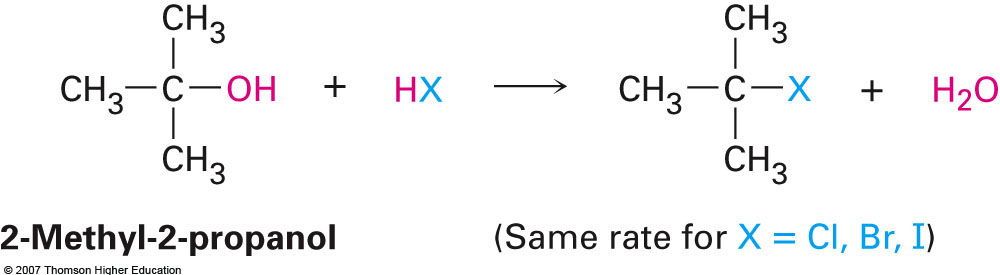 CH₃ CH₃
CH₃—C—OH + HX ⟶ CH₃—C—X + H₂O
CH₃ CH₃
2-Methyl-2-propanol (Same rate for X = Cl, Br, I)
© 2007 Thomson Higher Education